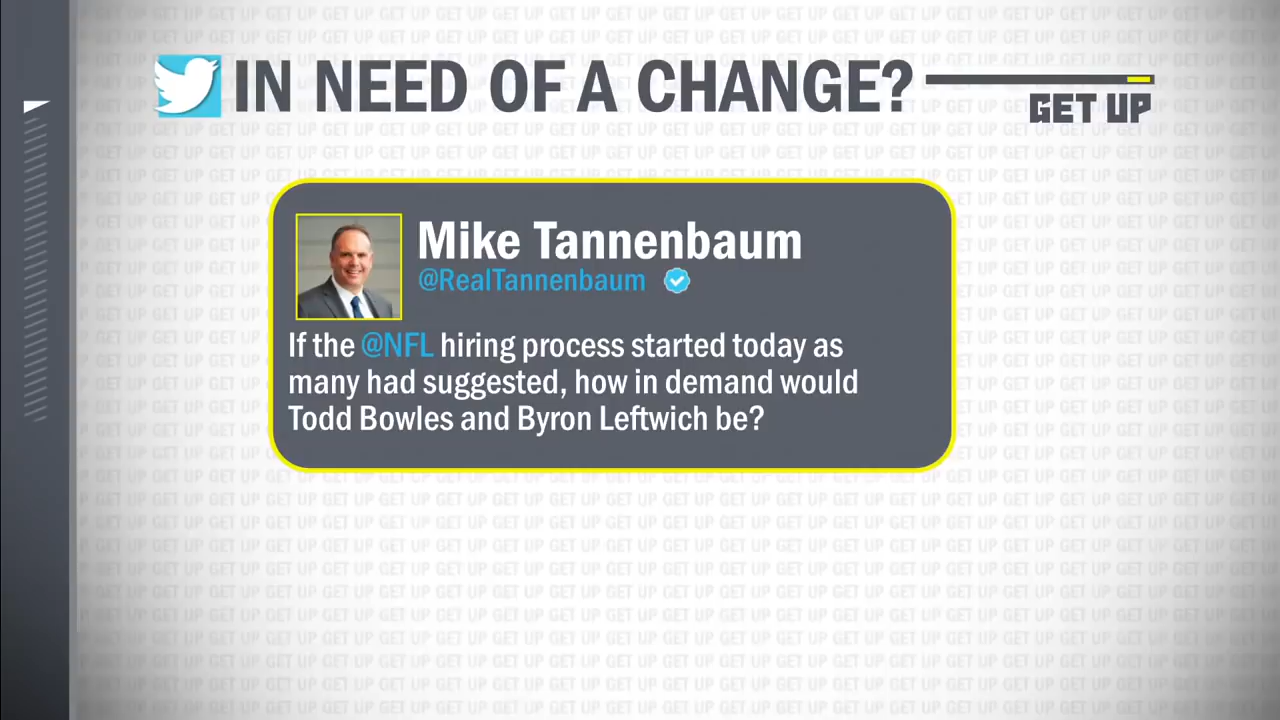 IN NEED OF A CHANGE?
GET UP
Mike Tannenbaum
@RealTannenbaum
If the @NFL hiring process started today as
many had suggested, how in demand would
Todd Bowles and Byron Leftwich be?